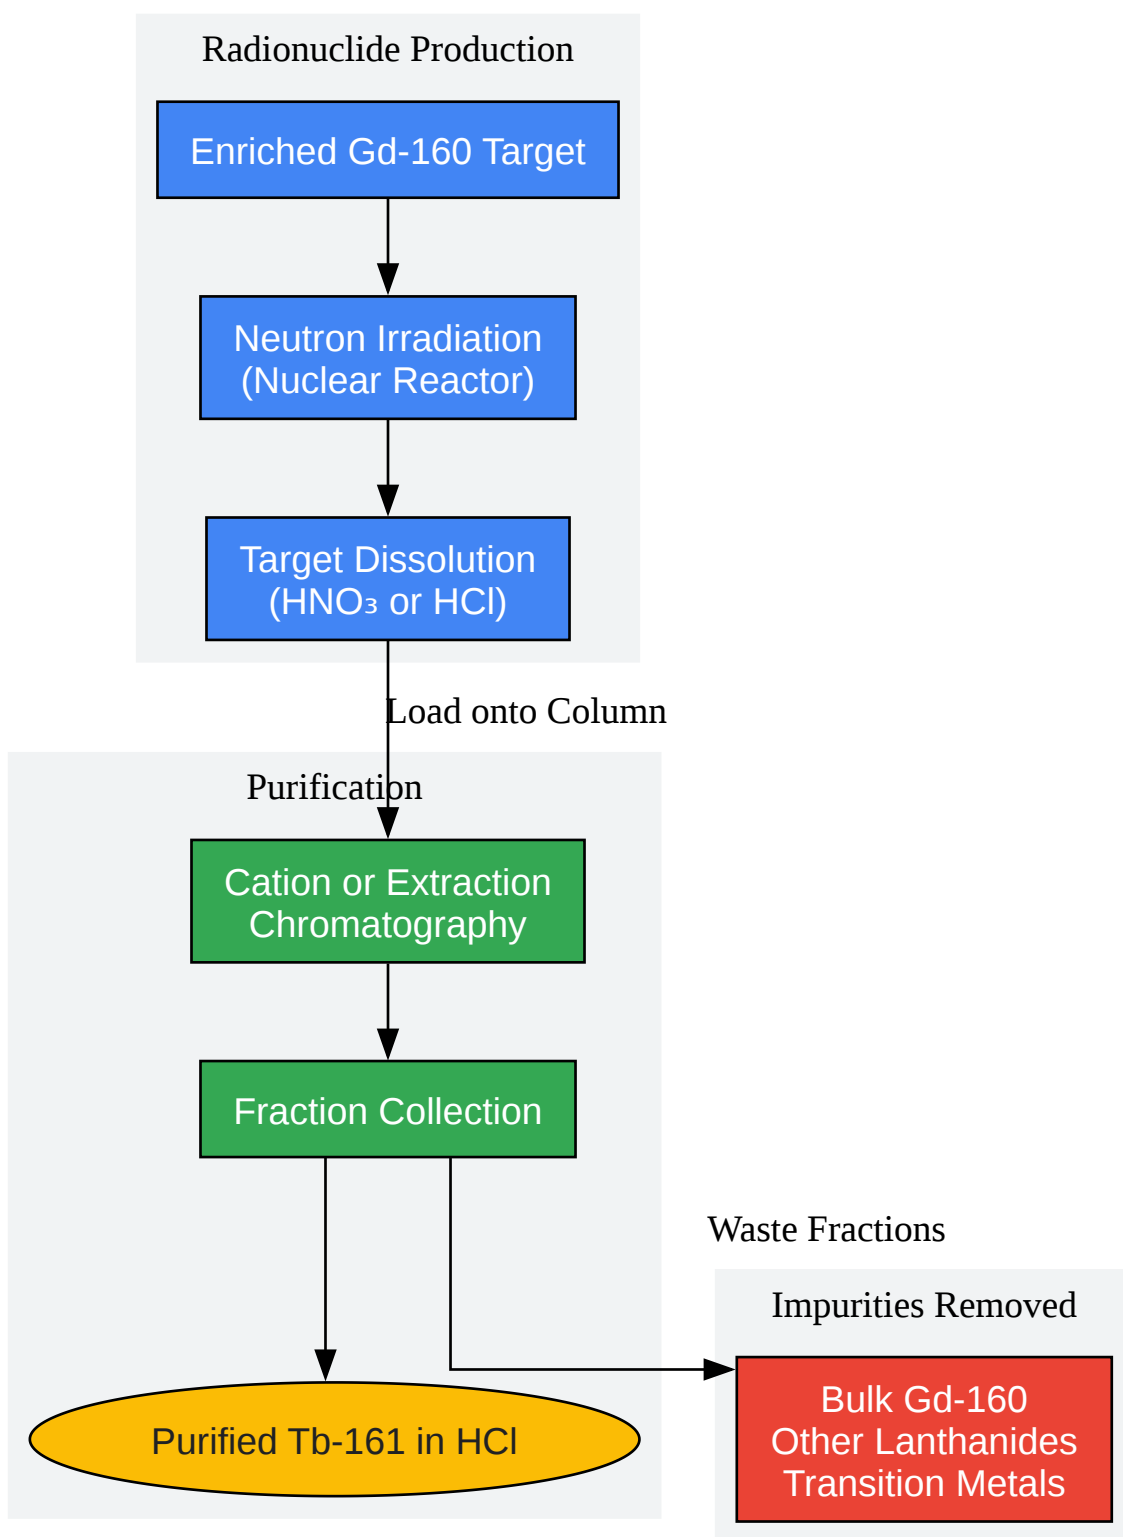 Radionuclide Production
Enriched Gd-160 Target
Neutron Irradiation
(Nuclear Reactor)
Target Dissolution
(HNO₃ or HCl)
Load onto Column
Purification
Cation or Extraction
Chromatography
Fraction Collection
Waste Fractions
Impurities Removed
Bulk Gd-160
Other Lanthanides
Transition Metals
Purified Tb-161 in HCl